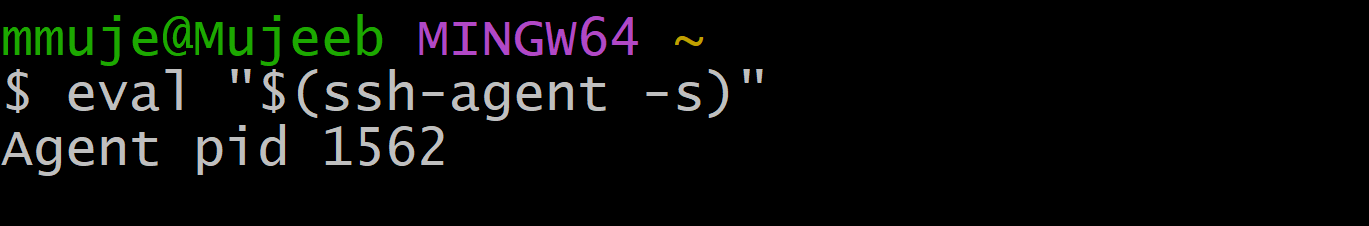 mmuje@Mujeeb MINGW64 ~
$ eval "$(ssh-agent -s)"
Agent pid 1562